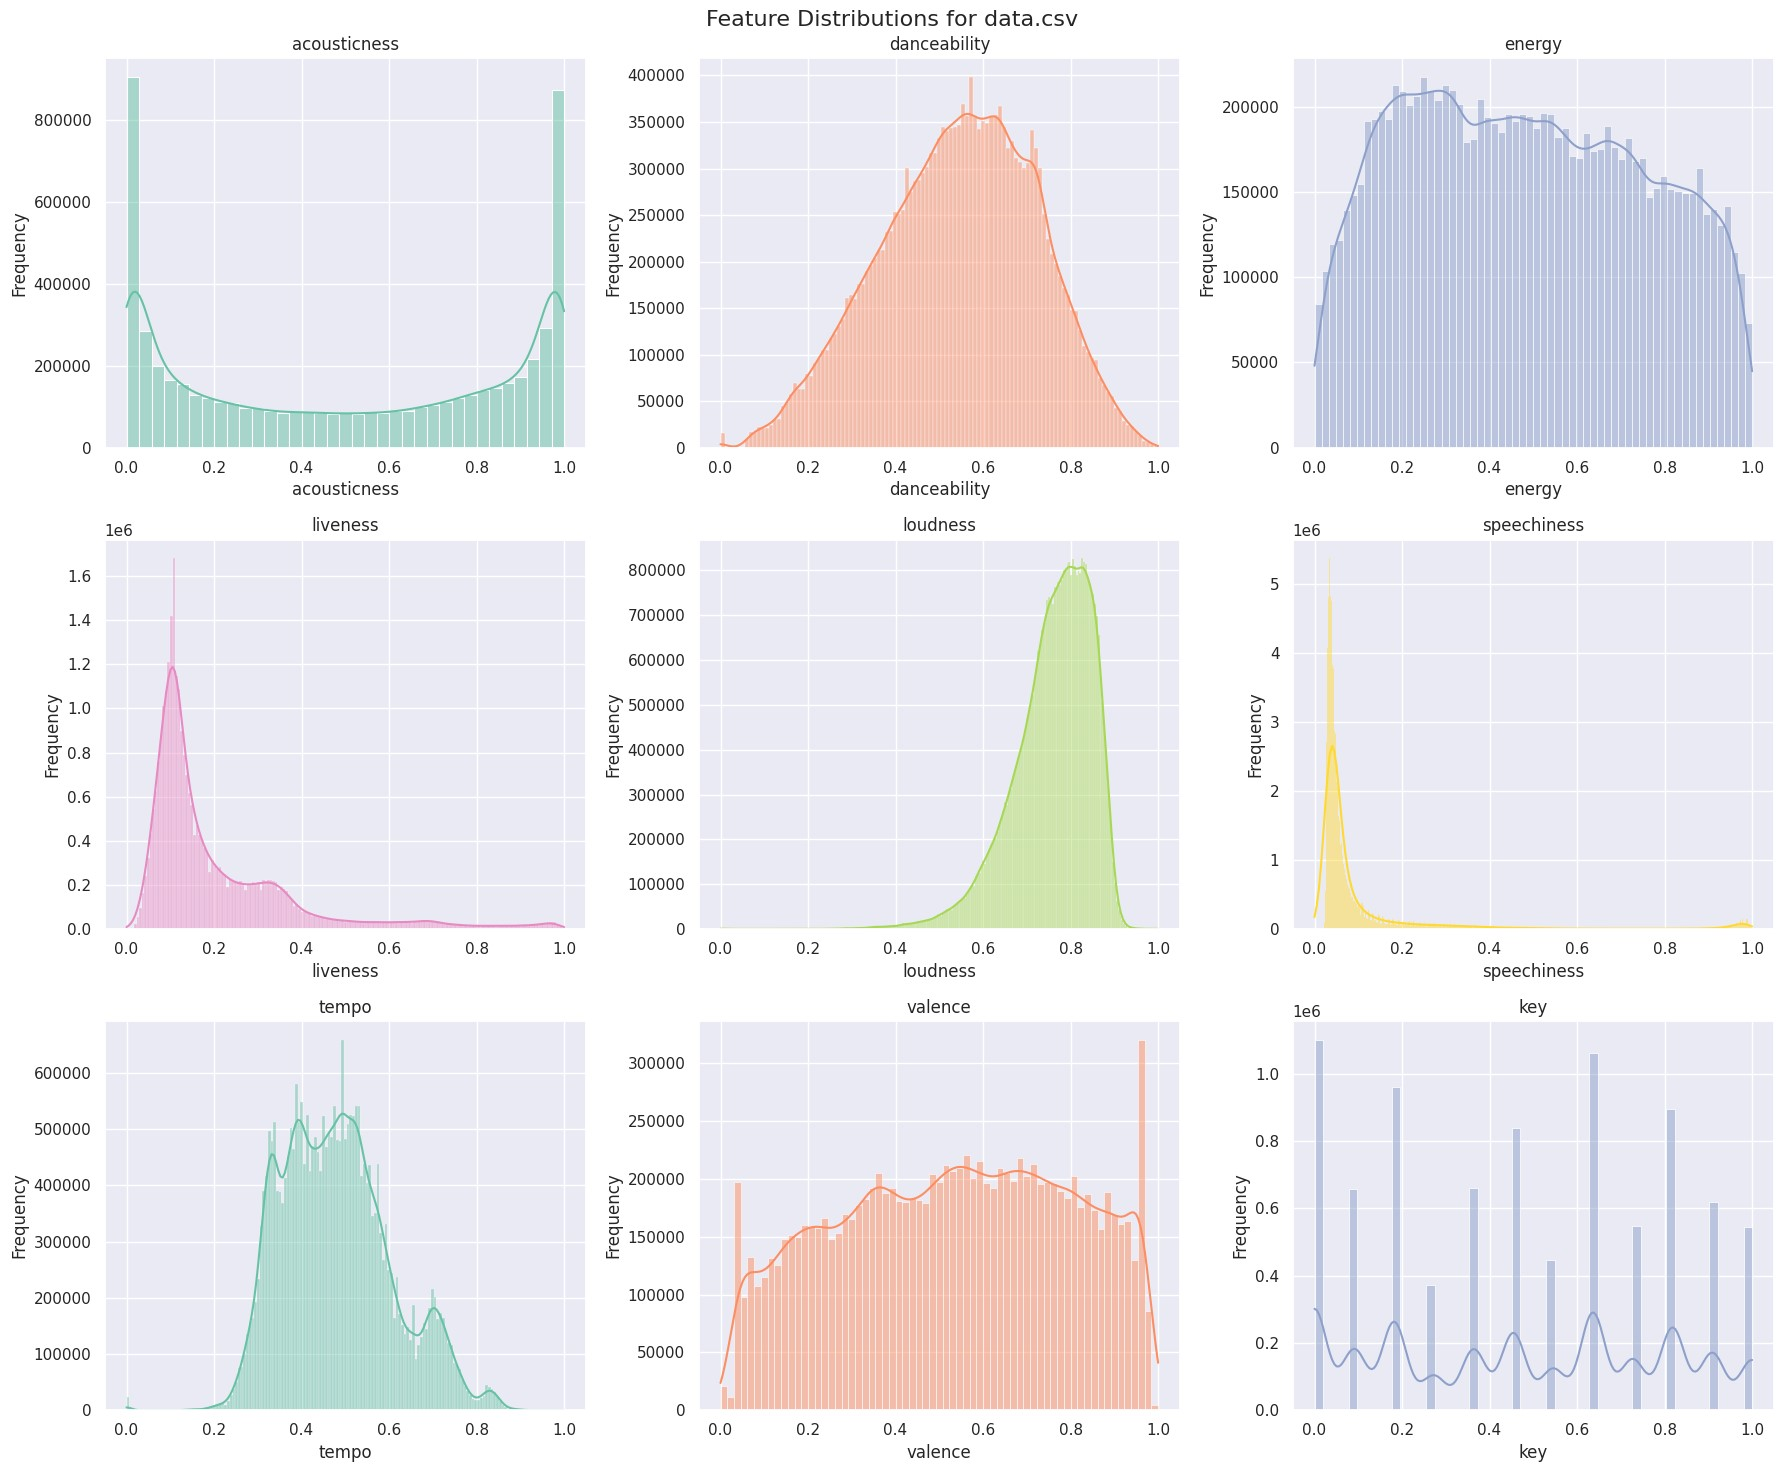 Feature Distributions for data.csv
acousticness
Frequency
800000
600000
400000
200000
0
0.0 0.2 0.4 0.6 0.8 1.0
acousticness
danceability
Frequency
400000
350000
300000
250000
200000
150000
100000
50000
0
0.0 0.2 0.4 0.6 0.8 1.0
danceability
energy
Frequency
200000
150000
100000
50000
0
0.0 0.2 0.4 0.6 0.8 1.0
energy
liveness
1e6
Frequency
1.6
1.4
1.2
1.0
0.8
0.6
0.4
0.2
0.0
0.0 0.2 0.4 0.6 0.8 1.0
liveness
loudness
Frequency
800000
700000
600000
500000
400000
300000
200000
100000
0
0.0 0.2 0.4 0.6 0.8 1.0
loudness
speechiness
1e6
Frequency
5
4
3
2
1
0
0.0 0.2 0.4 0.6 0.8 1.0
speechiness
tempo
Frequency
600000
500000
400000
300000
200000
100000
0
0.0 0.2 0.4 0.6 0.8 1.0
tempo
valence
Frequency
300000
250000
200000
150000
100000
50000
0
0.0 0.2 0.4 0.6 0.8 1.0
valence
key
1e6
Frequency
1.0
0.8
0.6
0.4
0.2
0.0
0.0 0.2 0.4 0.6 0.8 1.0
key